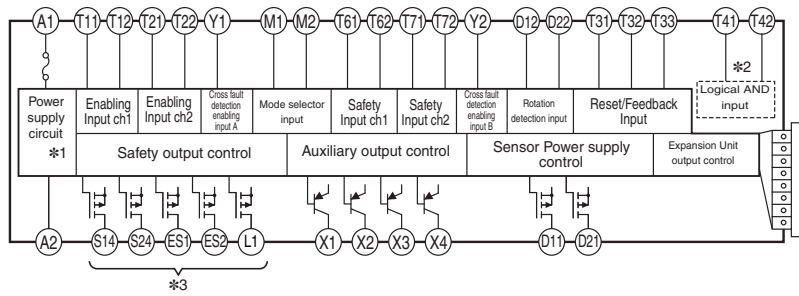 A1 T11 T12 T21 T22 Y1 M1 M2 T61 T62 T71 T72 Y2 D12 D22 T31 T32 T33 T41 T42
*2
Power
supply
circuit
*1
Enabling
Input ch1
Enabling
Input ch2
Cross fault
detection
enabling
input A
Mode selector
input
Safety
Input ch1
Safety
Input ch2
Cross fault
detection
enabling
input B
Rotation
detection input
Reset/Feedback
Input
Logical AND
input
Safety output control
Auxiliary output control
Sensor Power supply
control
Expansion Unit
output control
A2 S14 S24 ES1 ES2 L1 X1 X2 X3 X4 D11 D21
*3